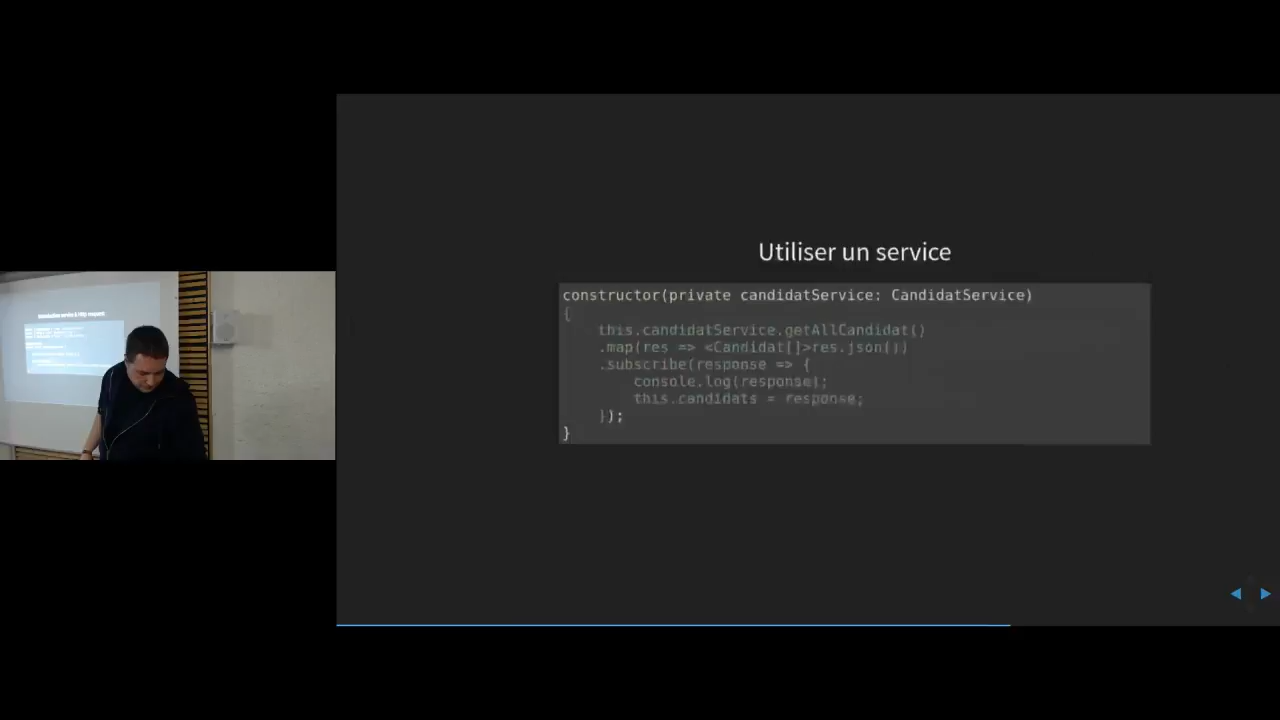 Utiliser un service
constructor(private candidatService: CandidatService)
{
    this.candidatService.getAllCandidat()
    .map(res => <Candidat[]>res.json())
    .subscribe(response => {
        console.log(response);
        this.candidats = response;
    });
}